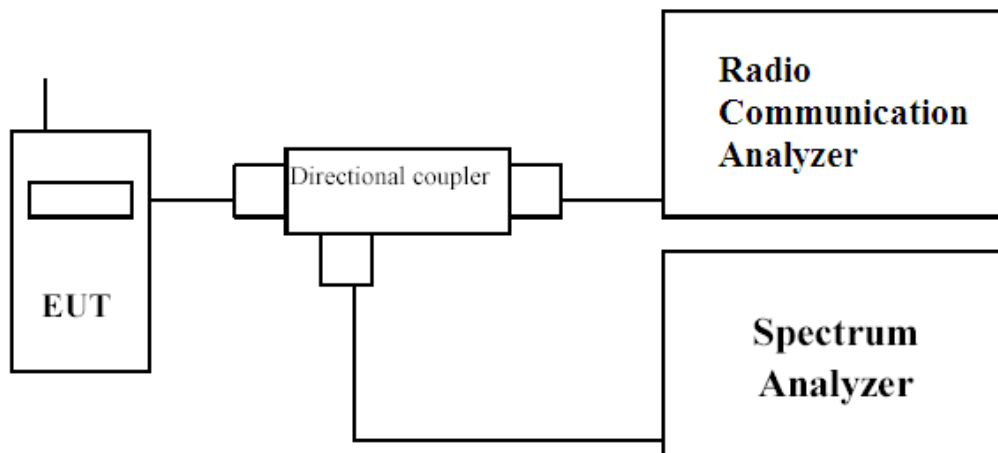 Radio
Communication
Analyzer
Directional coupler
EUT
Spectrum
Analyzer